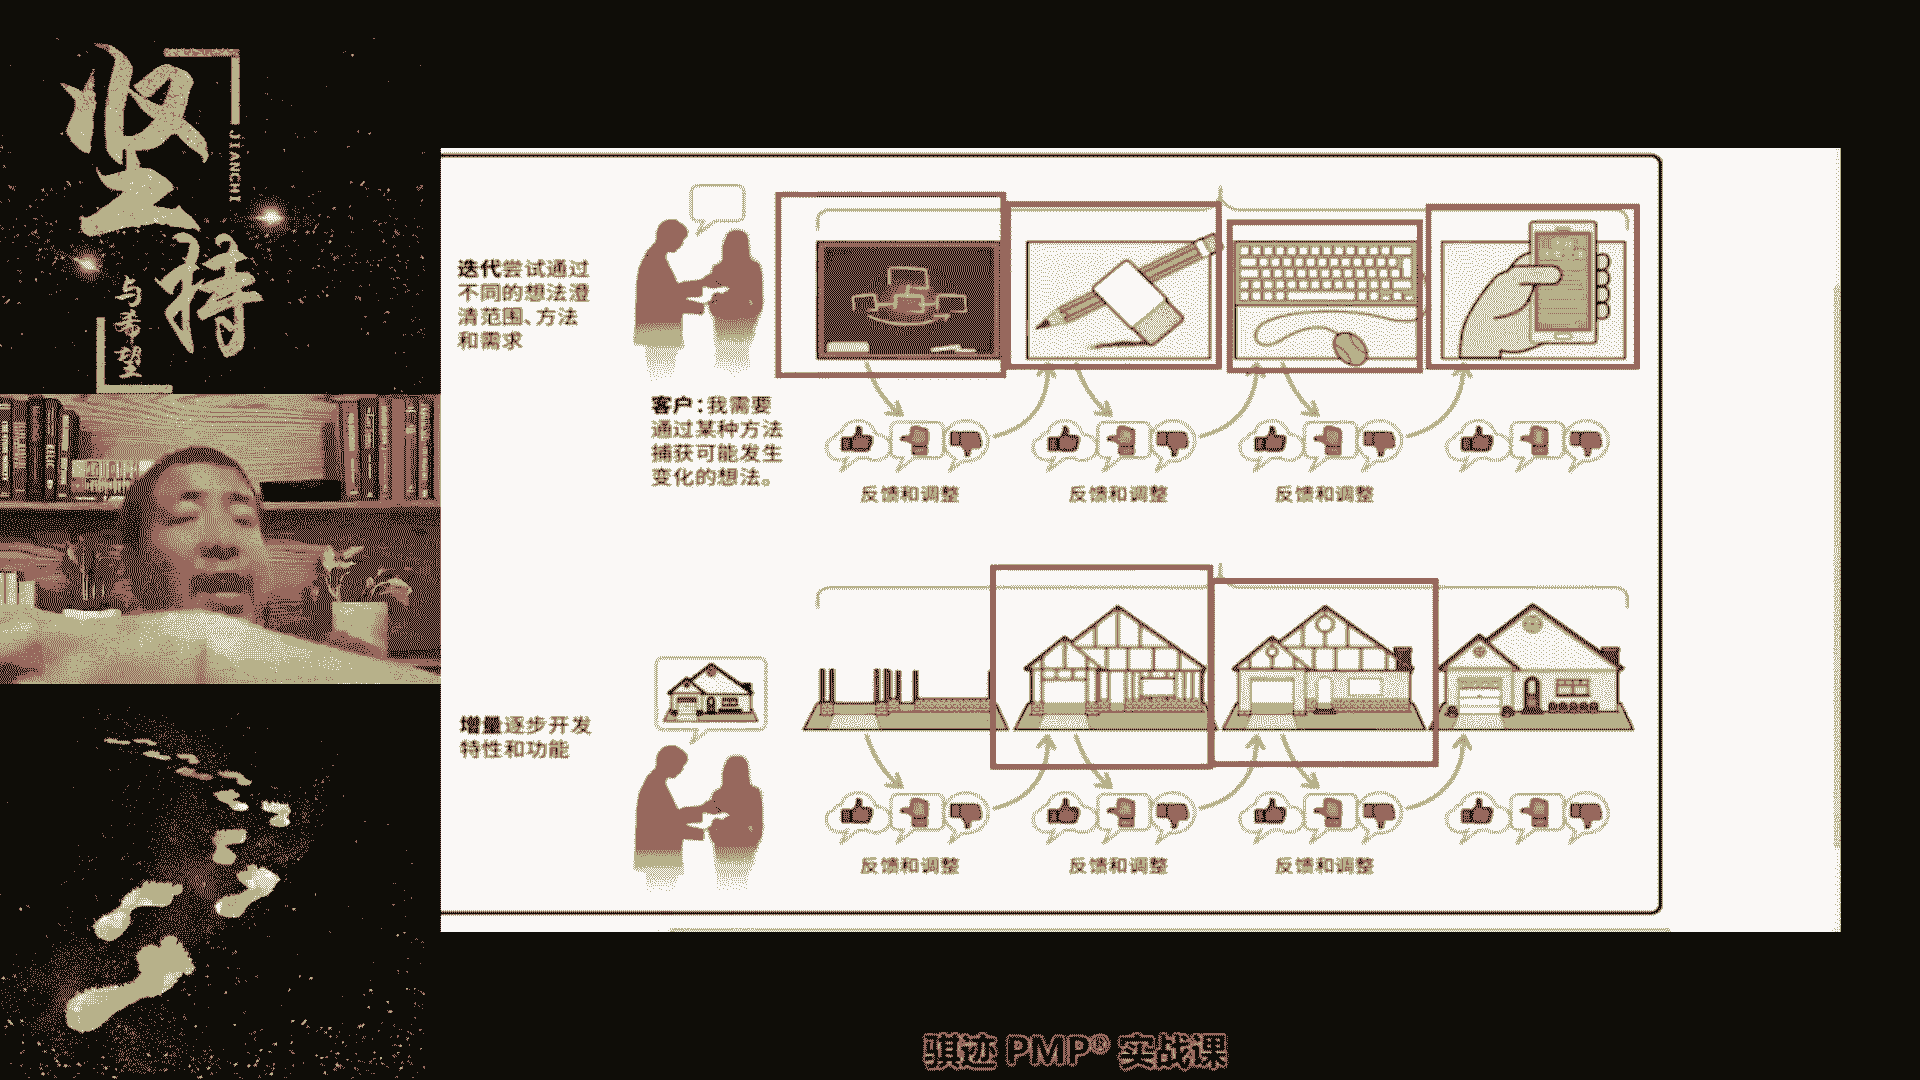 坚持
JIANCHI
与希望
迭代尝试通过
不同的想法澄
清范围、方法
和需求
客户：我需要
通过某种方法
捕获可能发生
变化的想法。
反馈和调整
反馈和调整
反馈和调整
增量逐步开发
特性和功能
反馈和调整
反馈和调整
反馈和调整
骐迹 PMP® 实战课